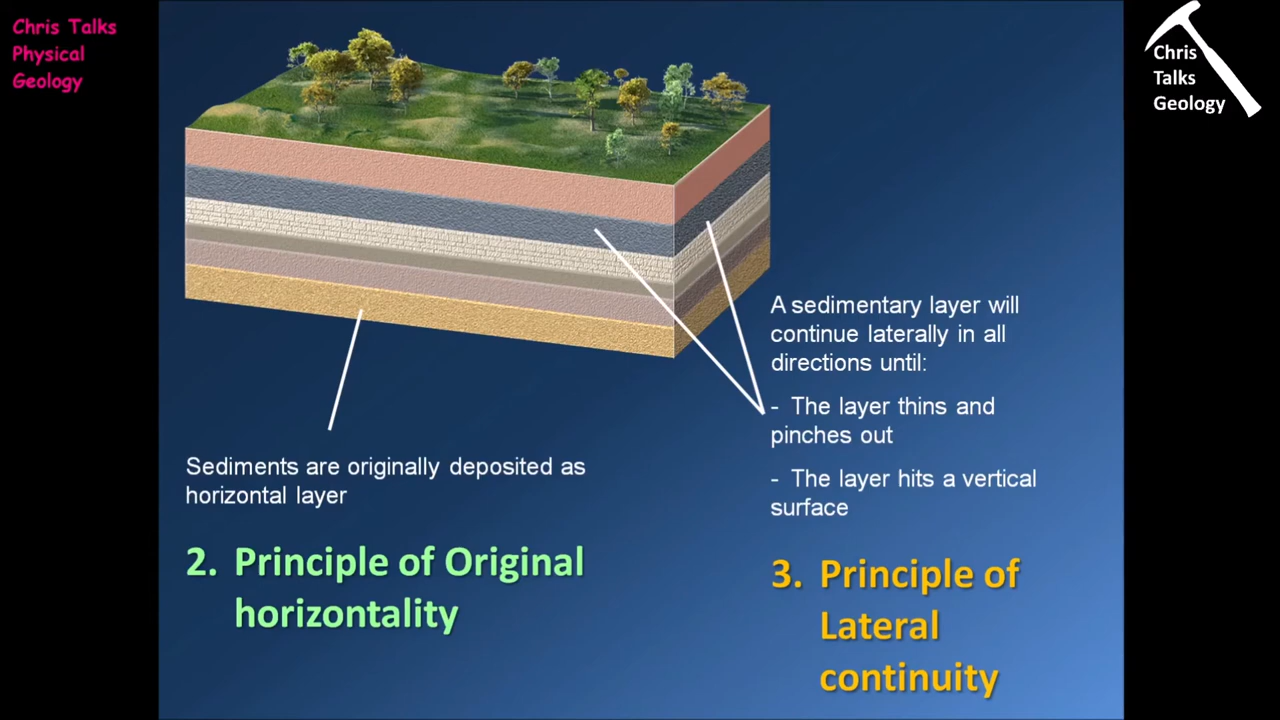 Chris Talks
Physical
Geology
Chris
Talks
Geology
A sedimentary layer will
continue laterally in all
directions until:
- The layer thins and
pinches out
- The layer hits a vertical
surface
Sediments are originally deposited as
horizontal layer
2. Principle of Original
horizontality
3. Principle of
Lateral
continuity